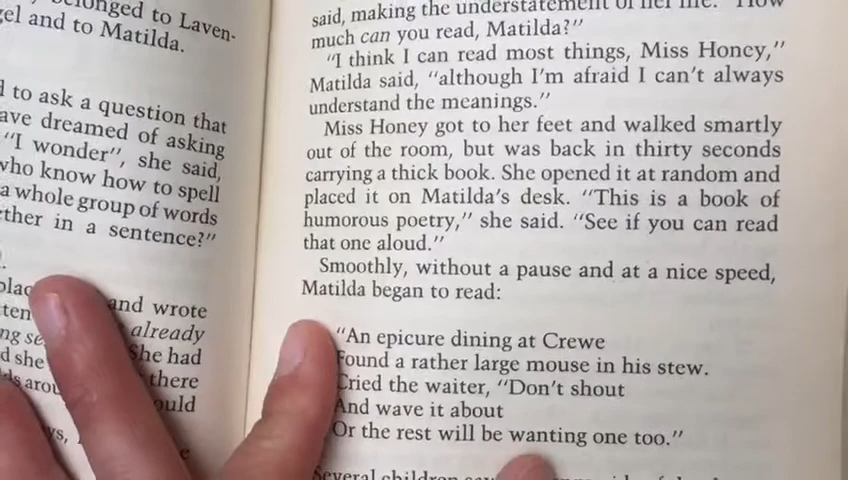 longed to Laven-
gel and to Matilda.
to ask a question that
ave dreamed of asking
"I wonder", she said,
who know how to spell
a whole group of words
ther in a sentence?"
and wrote
already
She had
there
ould
said, making the understatement of her life. "How
much can you read, Matilda?"
"I think I can read most things, Miss Honey,"
Matilda said, "although I'm afraid I can't always
understand the meanings."
Miss Honey got to her feet and walked smartly
out of the room, but was back in thirty seconds
carrying a thick book. She opened it at random and
placed it on Matilda's desk. "This is a book of
humorous poetry," she said. "See if you can read
that one aloud."
Smoothly, without a pause and at a nice speed,
Matilda began to read:
"An epicure dining at Crewe
Found a rather large mouse in his stew.
Cried the waiter, "Don't shout
And wave it about
Or the rest will be wanting one too."
Several children